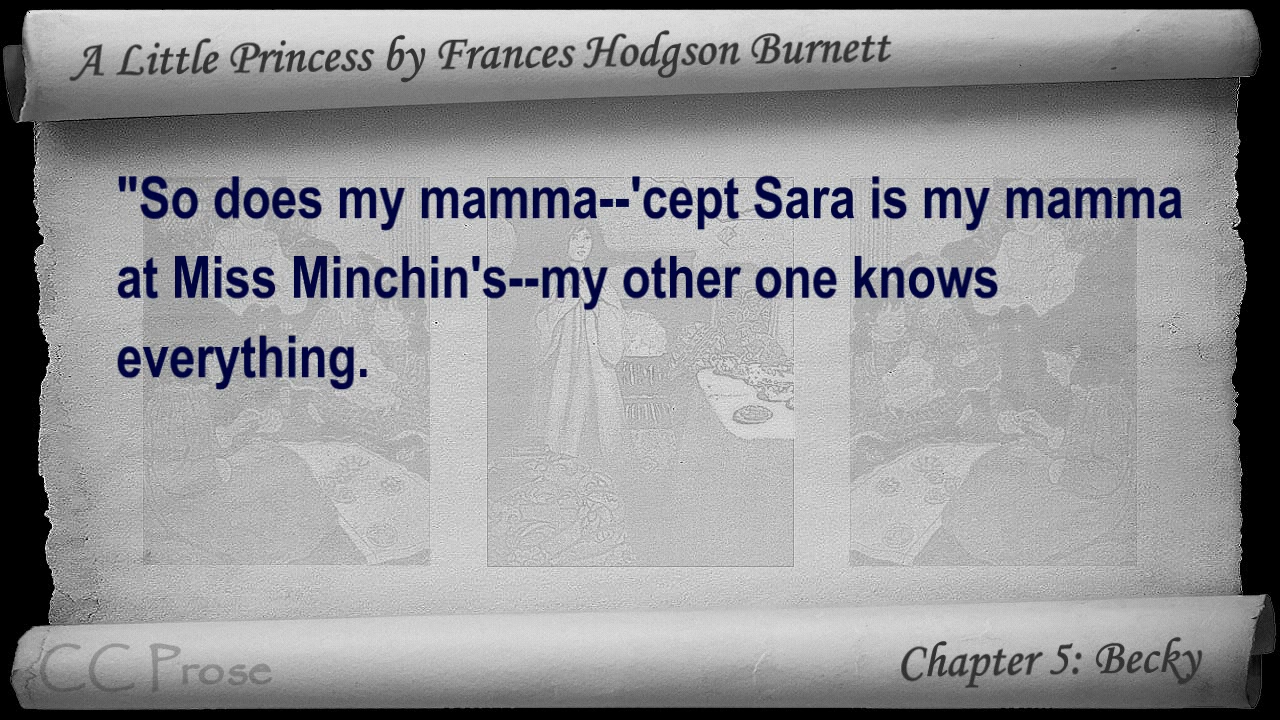 A Little Princess by Frances Hodgson Burnett
"So does my mamma--'cept Sara is my mamma
at Miss Minchin's--my other one knows
everything.
CC Prose
Chapter 5: Becky